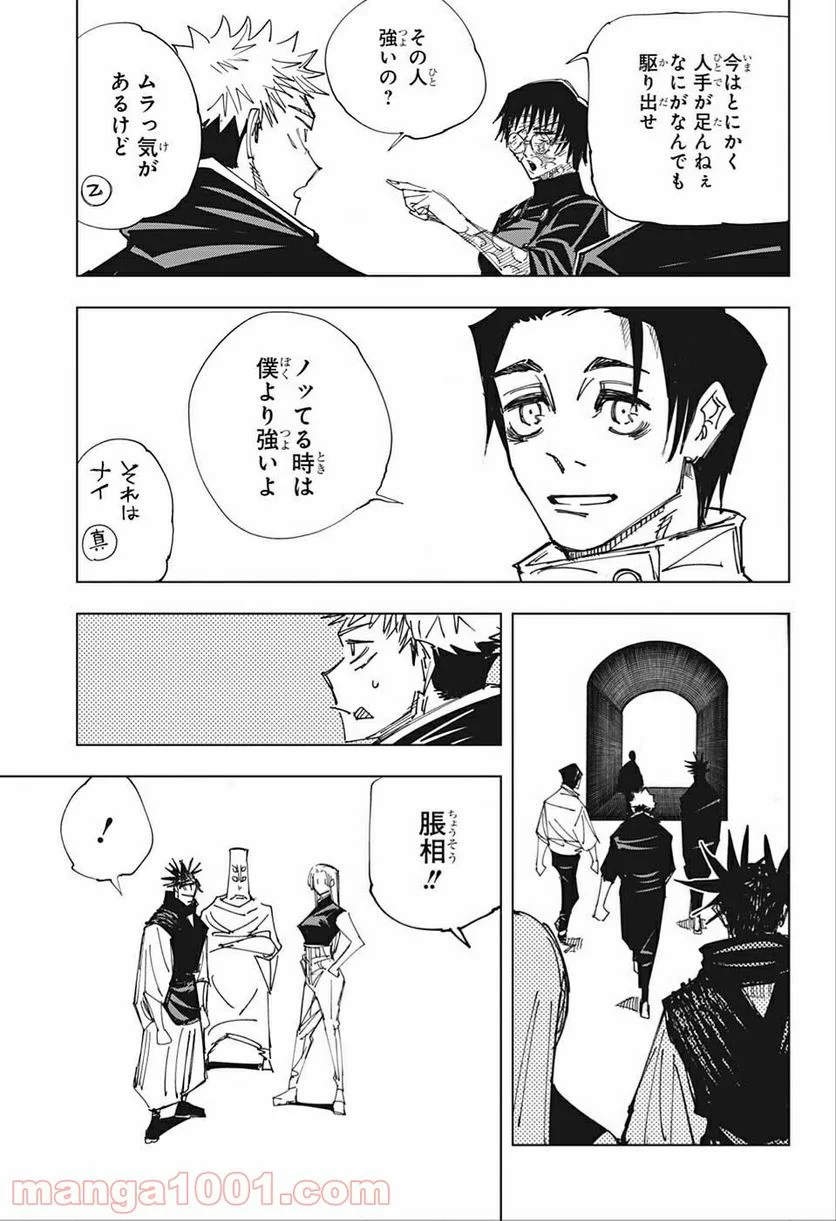 今はとにかく
人手が足んねぇ
なにがなんでも
駆り出せ
その人
強いの？
ムラっ気が
あるけど
乙
ノッてる時は
僕より強いよ
それは
ナイ
真
脹相!!
！
manga1001.com